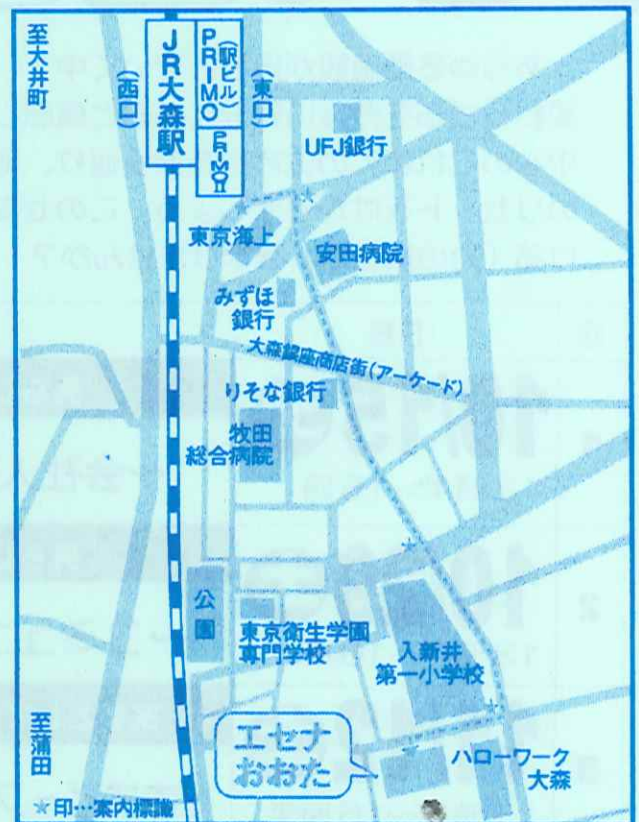 至大井町
(西口)
JR大森駅
(駅ビル)
PRIMO
PRIMOⅡ
(東口)
UFJ銀行
東京海上
安田病院
みずほ
銀行
大森銀座商店街(アーケード)
りそな銀行
牧田
総合病院
公園
東京衛生学園
専門学校
入新井
第一小学校
至蒲田
エセナ
おおた
ハローワーク
大森
★印…案内標識